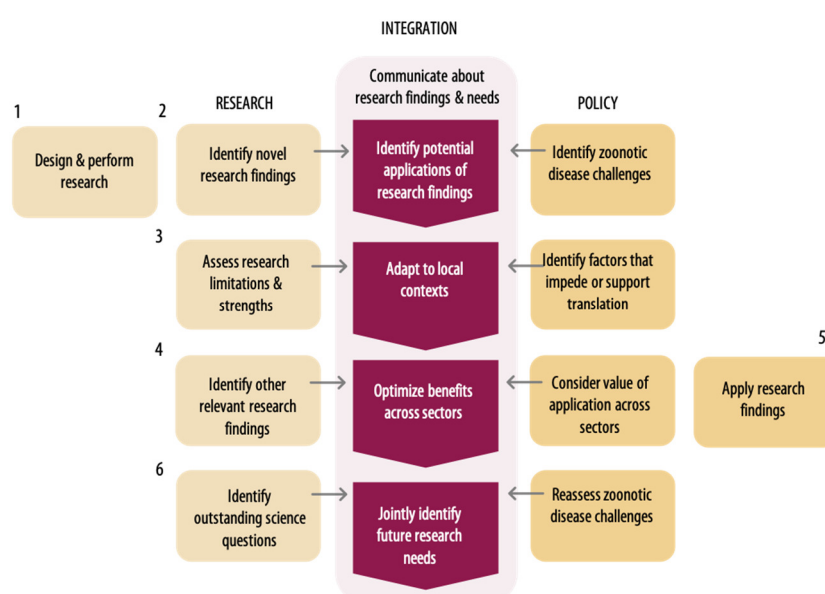 INTEGRATION
Communicate about
research findings & needs
RESEARCH
POLICY
1
Design & perform
research
2
Identify novel
research findings
Identify potential
applications of
research findings
Identify zoonotic
disease challenges
3
Assess research
limitations &
strengths
Adapt to local
contexts
Identify factors that
impede or support
translation
4
Identify other
relevant research
findings
Optimize benefits
across sectors
Consider value of
application across
sectors
5
Apply research
findings
6
Identify
outstanding science
questions
Jointly identify
future research
needs
Reassess zoonotic
disease challenges